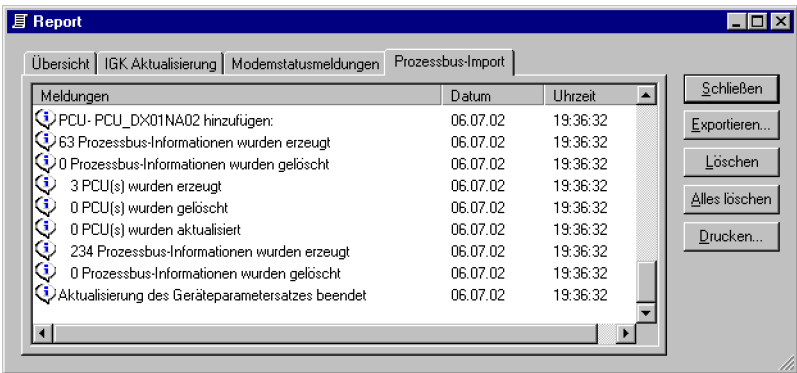 Report
Übersicht IGK Aktualisierung Modemstatusmeldungen Prozessbus-Import
Meldungen Datum Uhrzeit
PCU- PCU_DX01NA02 hinzufügen: 06.07.02 19:36:32
63 Prozessbus-Informationen wurden erzeugt 06.07.02 19:36:32
0 Prozessbus-Informationen wurden gelöscht 06.07.02 19:36:32
3 PCU(s) wurden erzeugt 06.07.02 19:36:32
0 PCU(s) wurden gelöscht 06.07.02 19:36:32
0 PCU(s) wurden aktualisiert 06.07.02 19:36:32
234 Prozessbus-Informationen wurden erzeugt 06.07.02 19:36:32
0 Prozessbus-Informationen wurden gelöscht 06.07.02 19:36:32
Aktualisierung des Geräteparametersatzes beendet 06.07.02 19:36:32
Schließen
Exportieren...
Löschen
Alles löschen
Drucken...